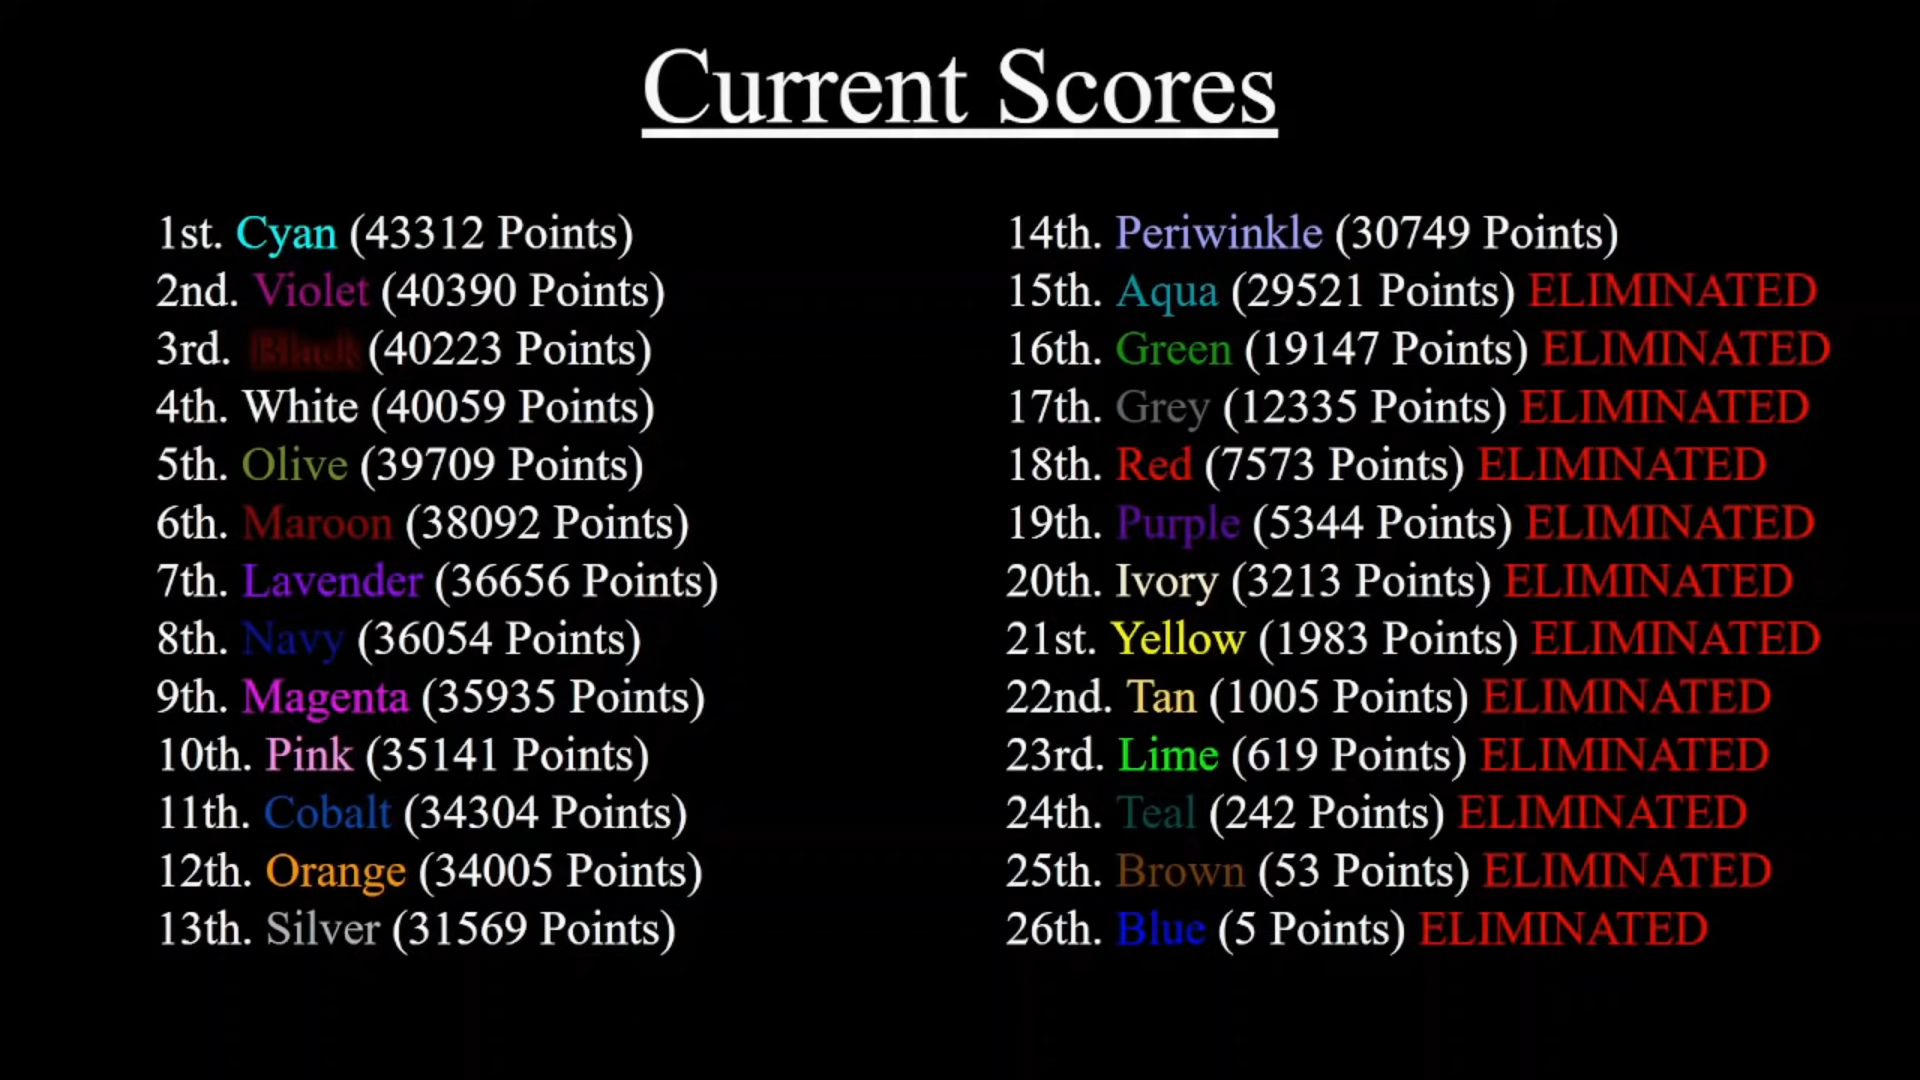 Current Scores
1st. Cyan (43312 Points)
2nd. Violet (40390 Points)
3rd. Black (40223 Points)
4th. White (40059 Points)
5th. Olive (39709 Points)
6th. Maroon (38092 Points)
7th. Lavender (36656 Points)
8th. Navy (36054 Points)
9th. Magenta (35935 Points)
10th. Pink (35141 Points)
11th. Cobalt (34304 Points)
12th. Orange (34005 Points)
13th. Silver (31569 Points)
14th. Periwinkle (30749 Points)
15th. Aqua (29521 Points) ELIMINATED
16th. Green (19147 Points) ELIMINATED
17th. Grey (12335 Points) ELIMINATED
18th. Red (7573 Points) ELIMINATED
19th. Purple (5344 Points) ELIMINATED
20th. Ivory (3213 Points) ELIMINATED
21st. Yellow (1983 Points) ELIMINATED
22nd. Tan (1005 Points) ELIMINATED
23rd. Lime (619 Points) ELIMINATED
24th. Teal (242 Points) ELIMINATED
25th. Brown (53 Points) ELIMINATED
26th. Blue (5 Points) ELIMINATED